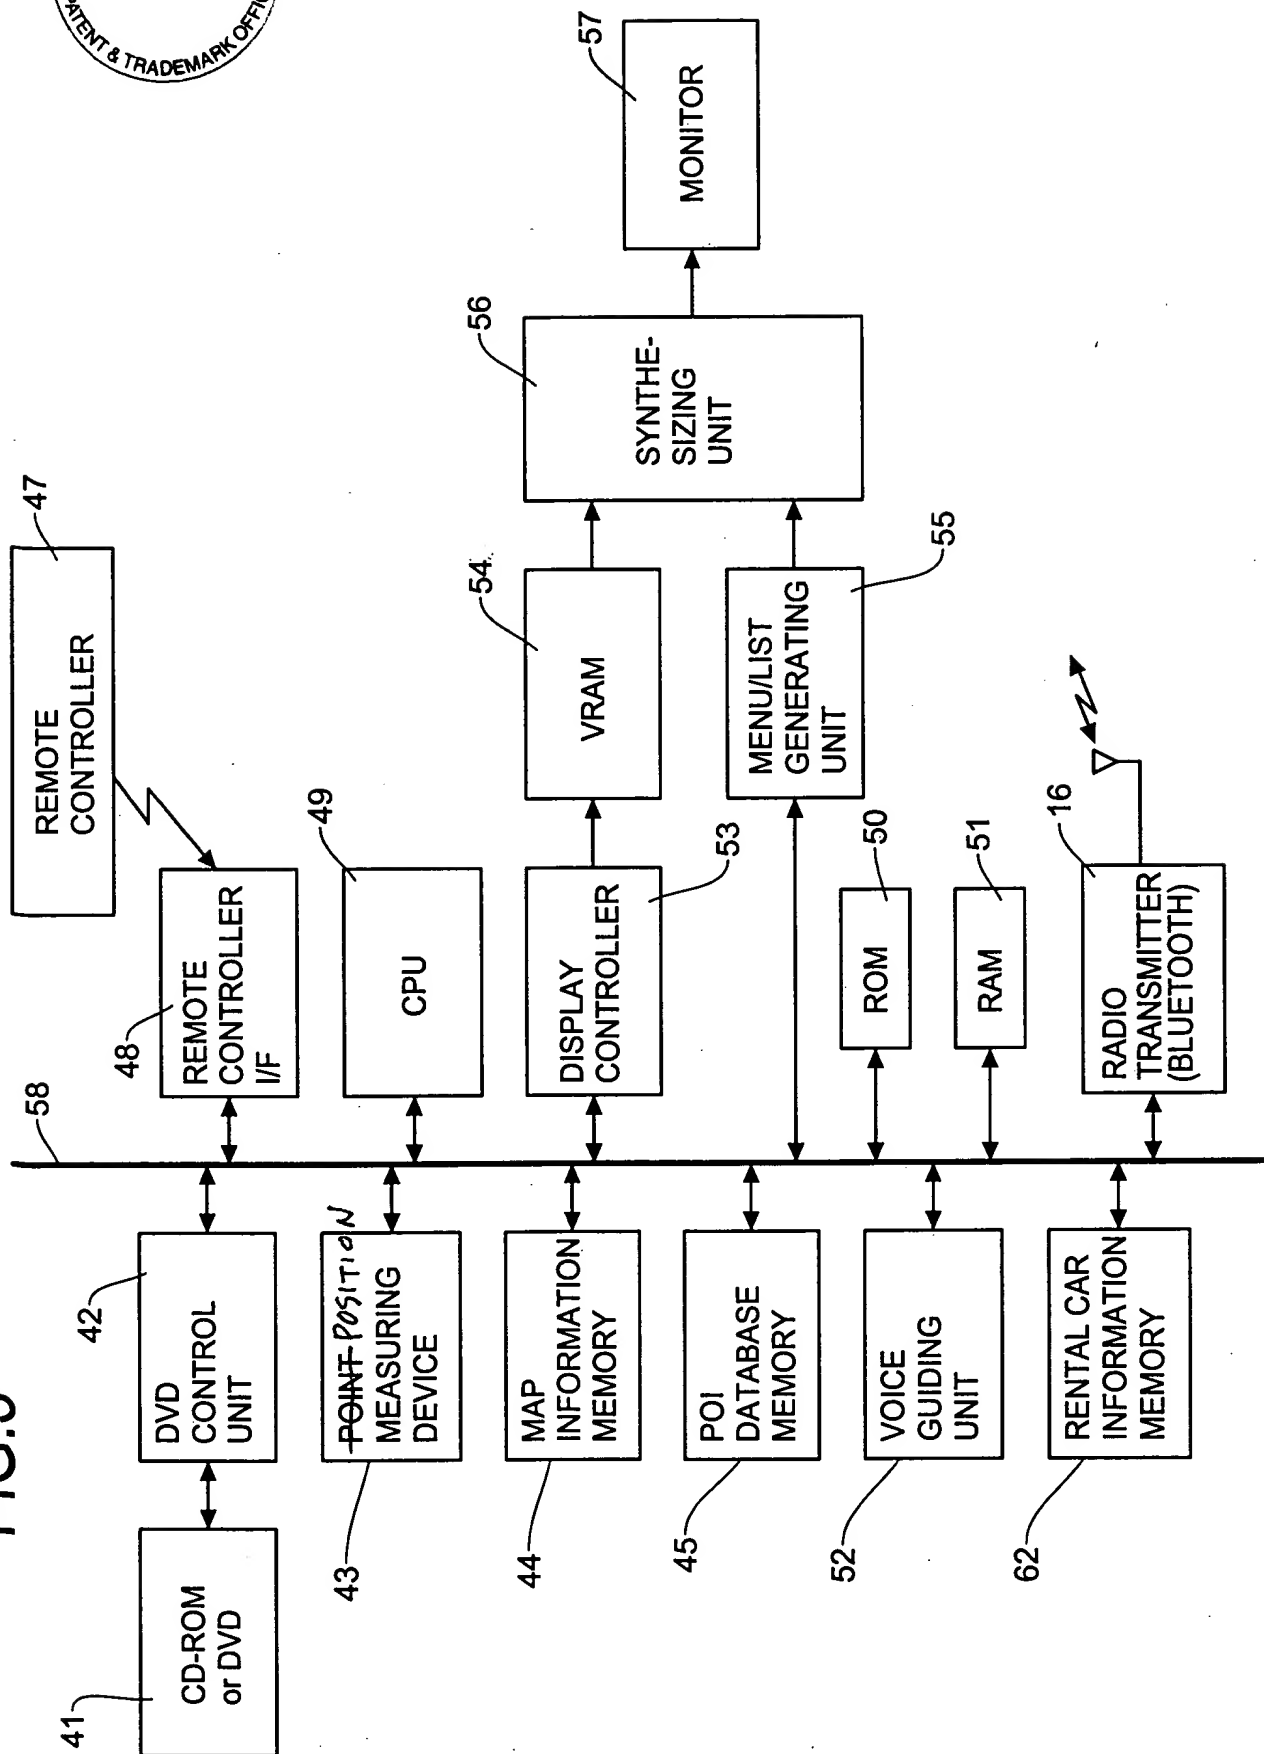 PATENT & TRADEMARK
41
CD-ROM
or DVD
42
DVD
CONTROL
UNIT
43
POINT POSITION
MEASURING
DEVICE
44
MAP
INFORMATION
MEMORY
45
POI
DATABASE
MEMORY
52
VOICE
GUIDING
UNIT
62
RENTAL CAR
INFORMATION
MEMORY
58
47
REMOTE
CONTROLLER
48
REMOTE
CONTROLLER
I/F
49
CPU
53
DISPLAY
CONTROLLER
54
VRAM
55
MENU/LIST
GENERATING
UNIT
56
SYNTHE-
SIZING
UNIT
57
MONITOR
50
ROM
51
RAM
16
RADIO
TRANSMITTER
(BLUETOOTH)